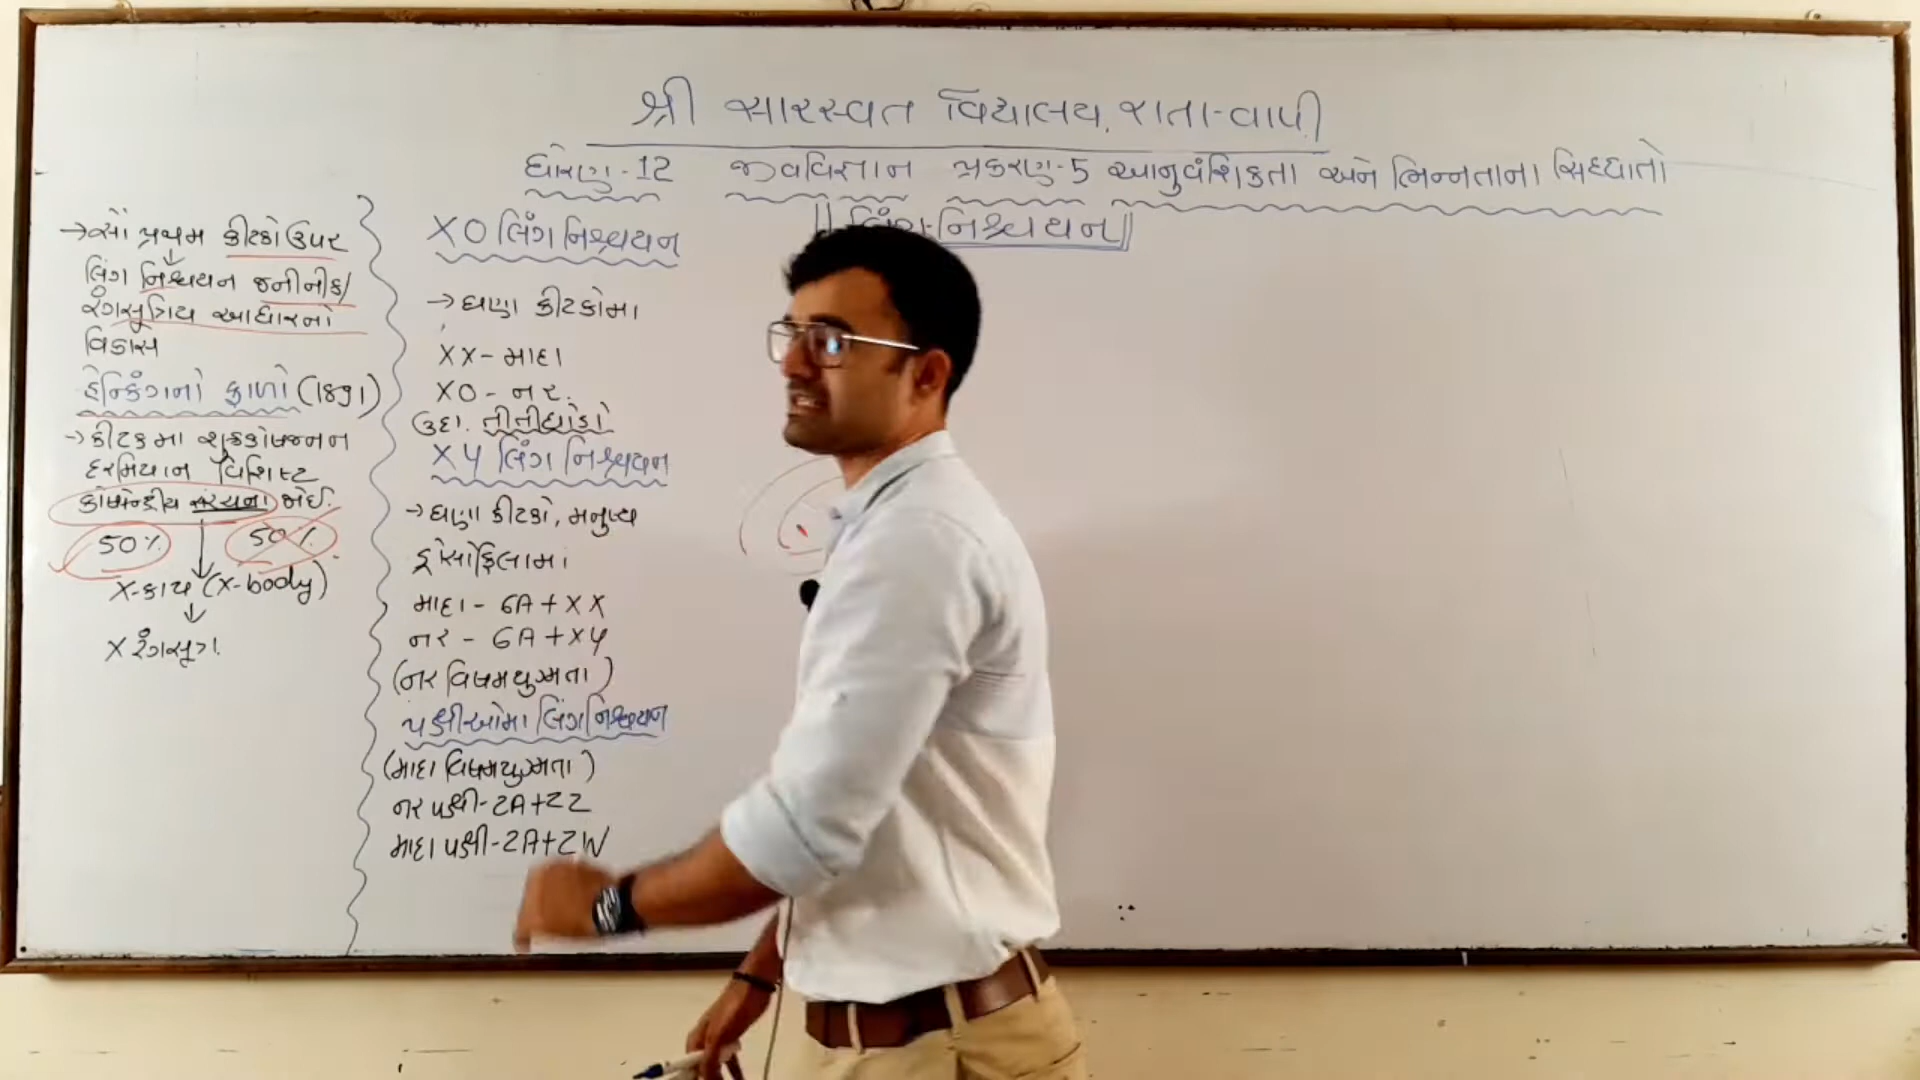 શ્રી સારસ્વત વિદ્યાલય, રાતા-વાપી
ધોરણ-12 જીવવિજ્ઞાન પ્રકરણ-5 આનુવંશિકતા અને ભિન્નતાના સિદ્ધાંતો
નિશ્ચયન
→ સૌ પ્રથમ કીટકો ઉપર
↓
લિંગ નિશ્ચયન જનીનીક/
રંગસૂત્રિય આધારનો
વિકાસ
હેન્કિંગનો ફાળો (1891)
→ કીટકમા શુક્રકોષજનન
દરમિયાન વિશિષ્ટ
કોષકેન્દ્રીય સંરચના જોઈ.
50% ↓ 50%
X-કાય (X-body)
↓
X રંગસૂત્ર.
XO લિંગ નિશ્ચયન
→ ઘણા કીટકોમા
XX - માદા
XO - નર.
ઉદા. તીતીઘોડો
XY લિંગ નિશ્ચયન
→ ઘણા કીટકો, મનુષ્ય
ડ્રોસોફિલામાં
માદા - 6A + XX
નર - 6A + XY
(નર વિષમયુગ્મતા)
પક્ષીઓમા લિંગ નિશ્ચયન
(માદા વિષમયુગ્મતા)
નર પક્ષી - 2A + ZZ
માદા પક્ષી - 2A + ZW